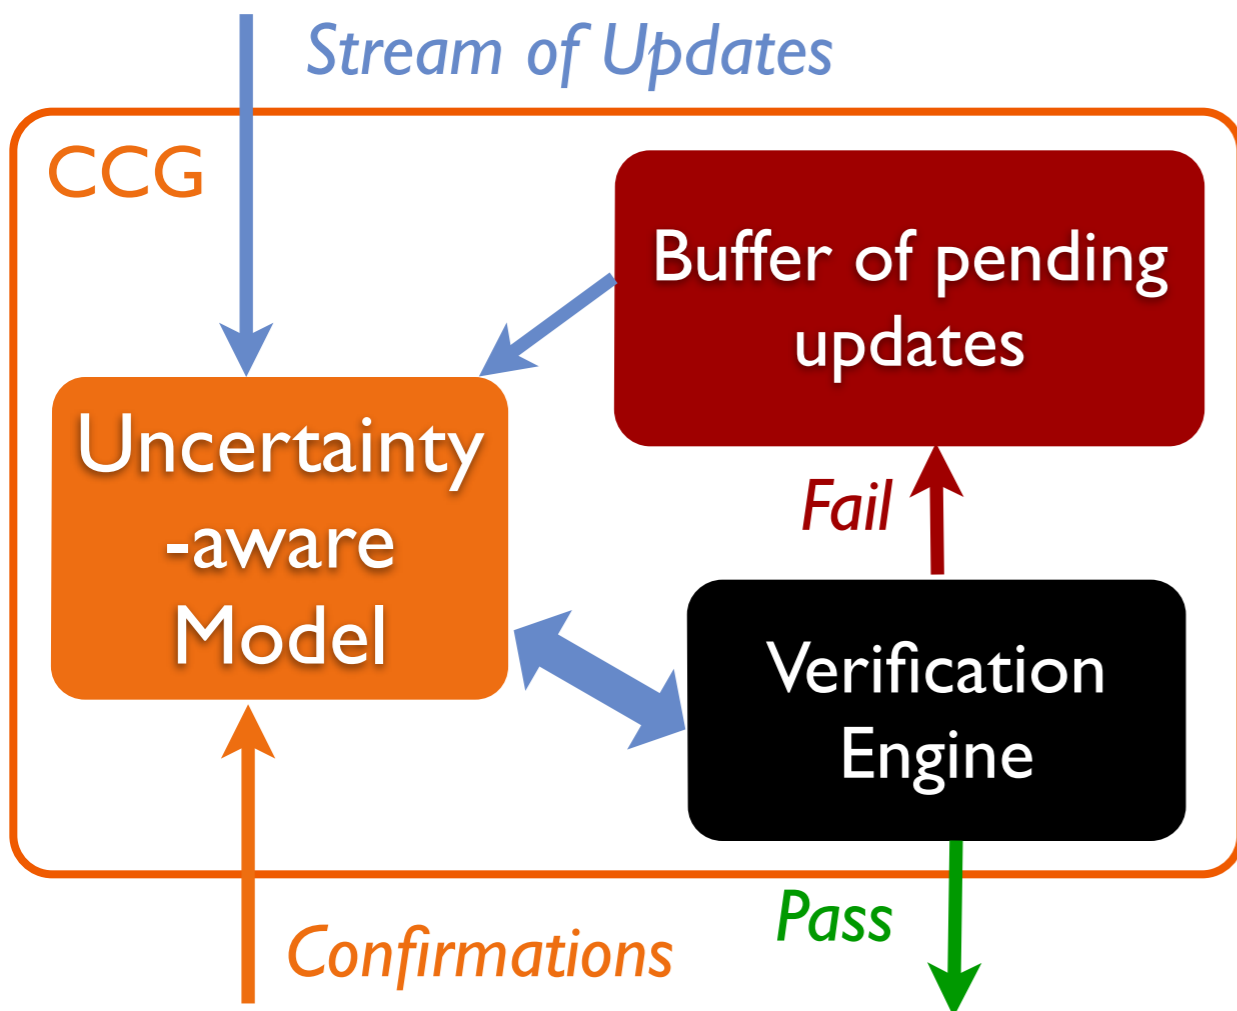 Stream of Updates
CCG
Buffer of pending
updates
Uncertainty
-aware
Model
Fail
Verification
Engine
Pass
Confirmations